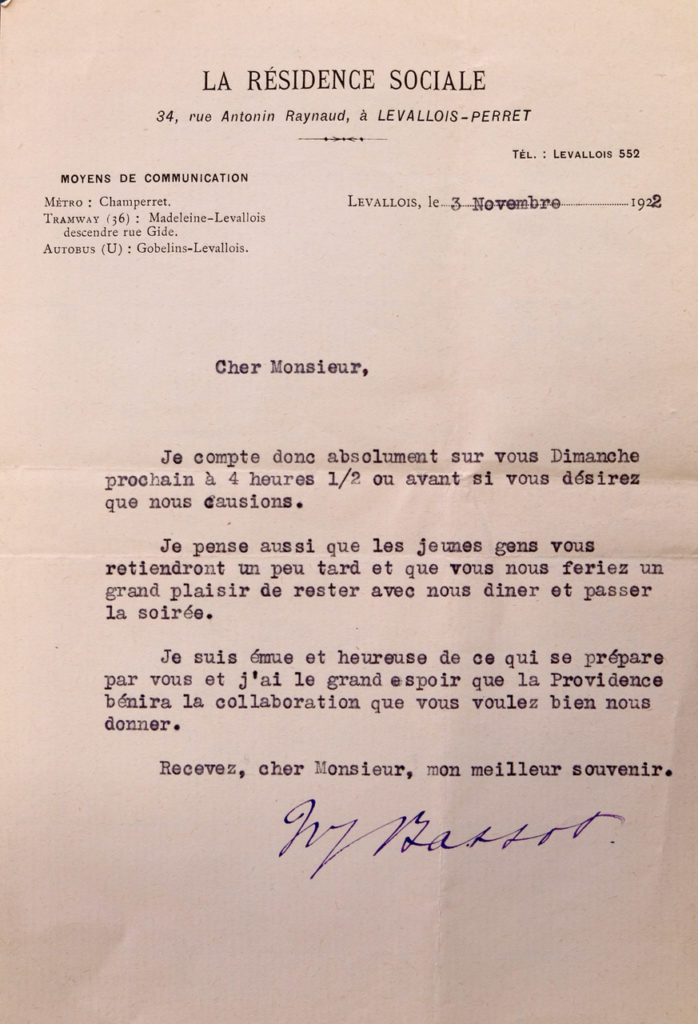 LA RÉSIDENCE SOCIALE
34, rue Antonin Raynaud, à LEVALLOIS-PERRET
TÉL. : LEVALLOIS 552
MOYENS DE COMMUNICATION
MÉTRO : Champerret.
TRAMWAY (36) : Madeleine-Levallois
descendre rue Gide.
AUTOBUS (U) : Gobelins-Levallois.
LEVALLOIS, le 3 Novembre 1922
Cher Monsieur,
Je compte donc absolument sur vous Dimanche
prochain à 4 heures 1/2 ou avant si vous désirez
que nous causions.
Je pense aussi que les jeunes gens vous
retiendront un peu tard et que vous nous feriez un
grand plaisir de rester avec nous diner et passer
la soirée.
Je suis émue et heureuse de ce qui se prépare
par vous et j'ai le grand espoir que la Providence
bénira la collaboration que vous voulez bien nous
donner.
Recevez, cher Monsieur, mon meilleur souvenir.
Bassot.